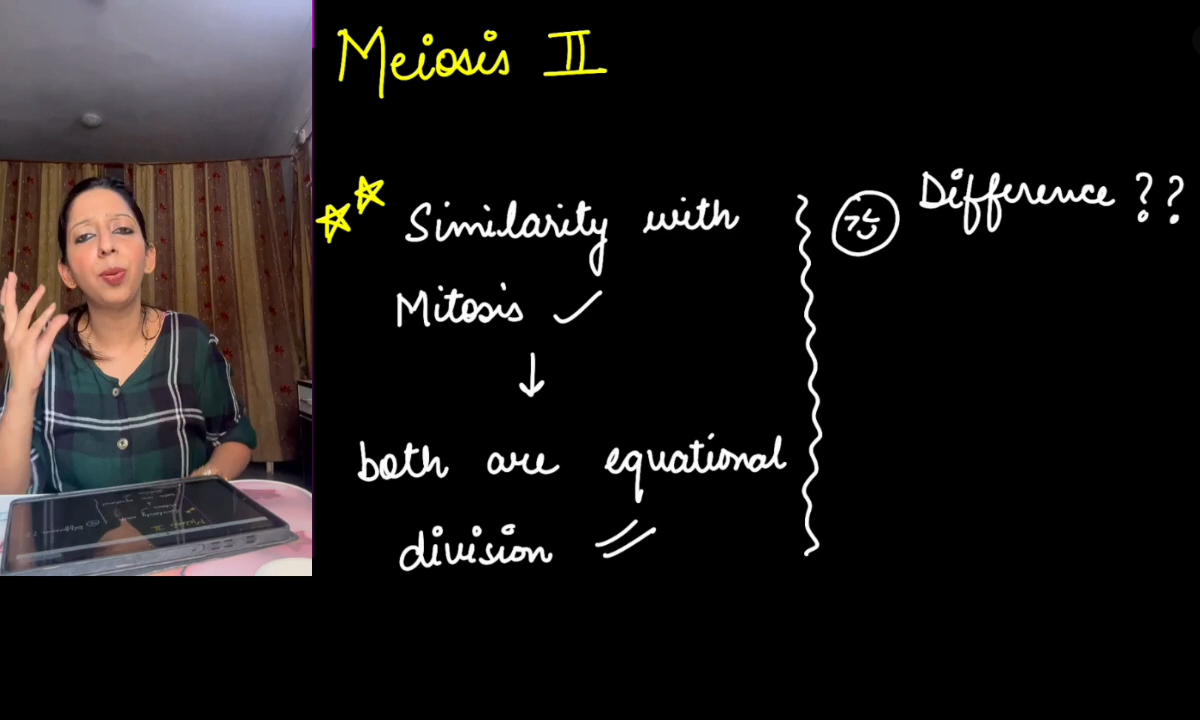 Meiosis II
Similarity with
Mitosis
both are equational
division
Difference ??